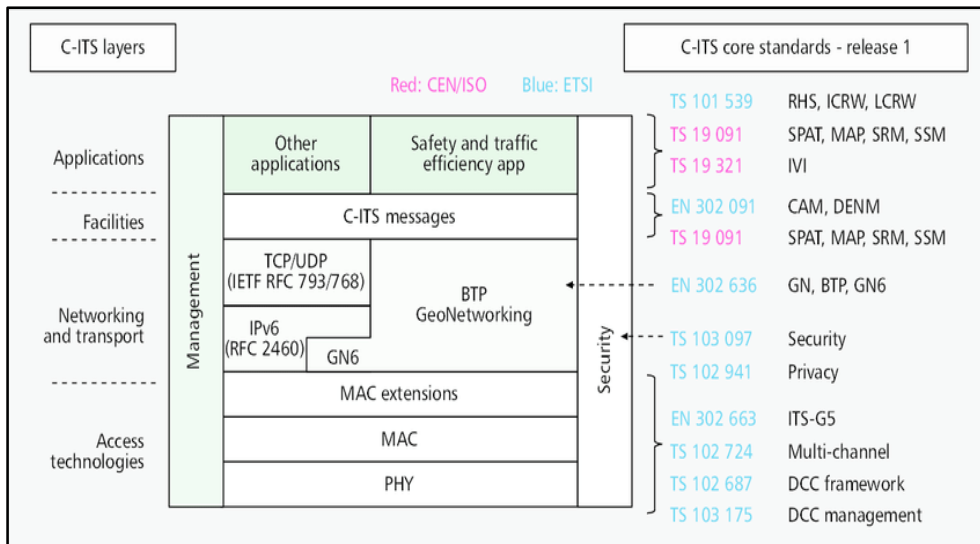 C-ITS layers
C-ITS core standards - release 1
Red: CEN/ISO Blue: ETSI
Applications
Facilities
Networking
and transport
Access
technologies
Management
Other
applications
Safety and traffic
efficiency app
C-ITS messages
TCP/UDP
(IETF RFC 793/768)
IPv6
(RFC 2460)
GN6
BTP
GeoNetworking
MAC extensions
MAC
PHY
Security
TS 101 539 RHS, ICRW, LCRW
TS 19 091 SPAT, MAP, SRM, SSM
TS 19 321 IVI
EN 302 091 CAM, DENM
TS 19 091 SPAT, MAP, SRM, SSM
EN 302 636 GN, BTP, GN6
TS 103 097 Security
TS 102 941 Privacy
EN 302 663 ITS-G5
TS 102 724 Multi-channel
TS 102 687 DCC framework
TS 103 175 DCC management